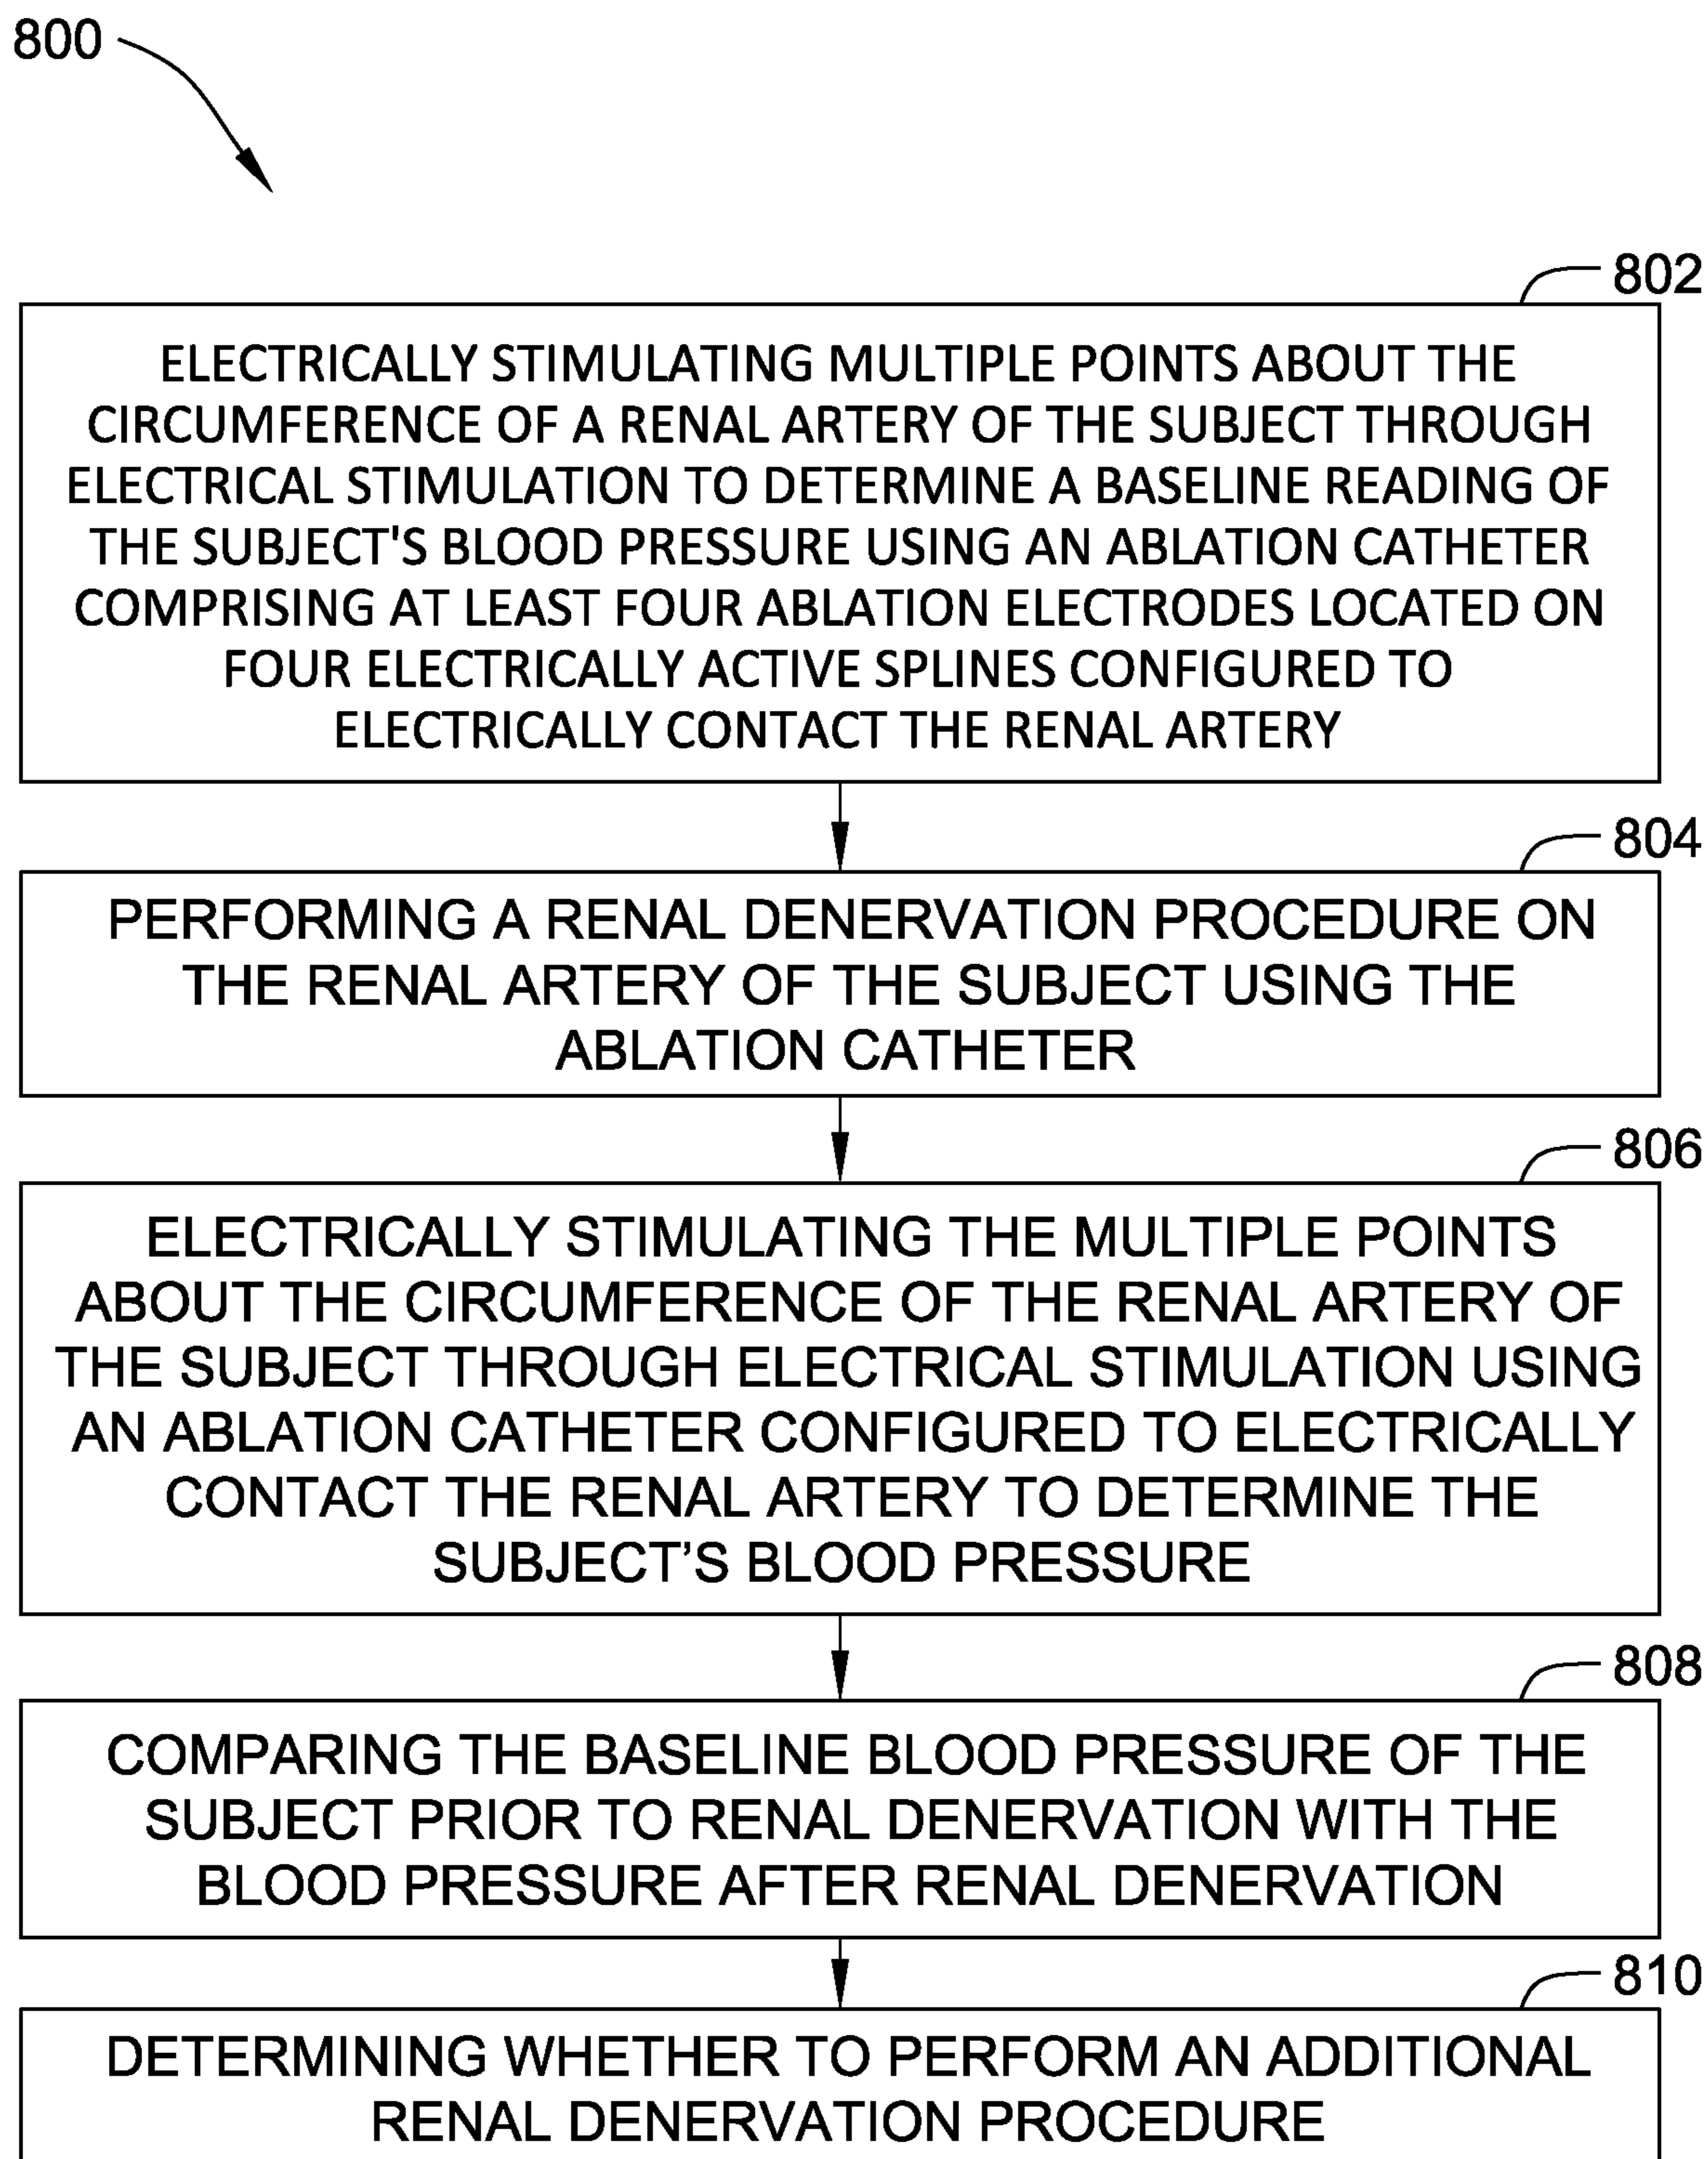 800
802
ELECTRICALLY STIMULATING MULTIPLE POINTS ABOUT THE
CIRCUMFERENCE OF A RENAL ARTERY OF THE SUBJECT THROUGH
ELECTRICAL STIMULATION TO DETERMINE A BASELINE READING OF
THE SUBJECT'S BLOOD PRESSURE USING AN ABLATION CATHETER
COMPRISING AT LEAST FOUR ABLATION ELECTRODES LOCATED ON
FOUR ELECTRICALLY ACTIVE SPLINES CONFIGURED TO
ELECTRICALLY CONTACT THE RENAL ARTERY
804
PERFORMING A RENAL DENERVATION PROCEDURE ON
THE RENAL ARTERY OF THE SUBJECT USING THE
ABLATION CATHETER
806
ELECTRICALLY STIMULATING THE MULTIPLE POINTS
ABOUT THE CIRCUMFERENCE OF THE RENAL ARTERY OF
THE SUBJECT THROUGH ELECTRICAL STIMULATION USING
AN ABLATION CATHETER CONFIGURED TO ELECTRICALLY
CONTACT THE RENAL ARTERY TO DETERMINE THE
SUBJECT’S BLOOD PRESSURE
808
COMPARING THE BASELINE BLOOD PRESSURE OF THE
SUBJECT PRIOR TO RENAL DENERVATION WITH THE
BLOOD PRESSURE AFTER RENAL DENERVATION
810
DETERMINING WHETHER TO PERFORM AN ADDITIONAL
RENAL DENERVATION PROCEDURE